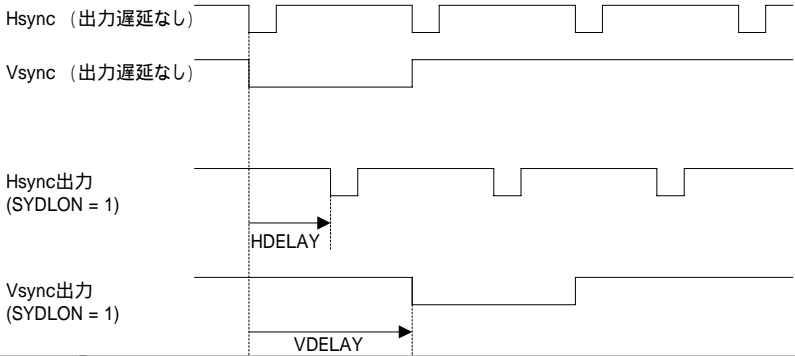 Hsync （出力遅延なし）
Vsync （出力遅延なし）
Hsync出力
(SYDLON = 1)
HDELAY
Vsync出力
(SYDLON = 1)
VDELAY